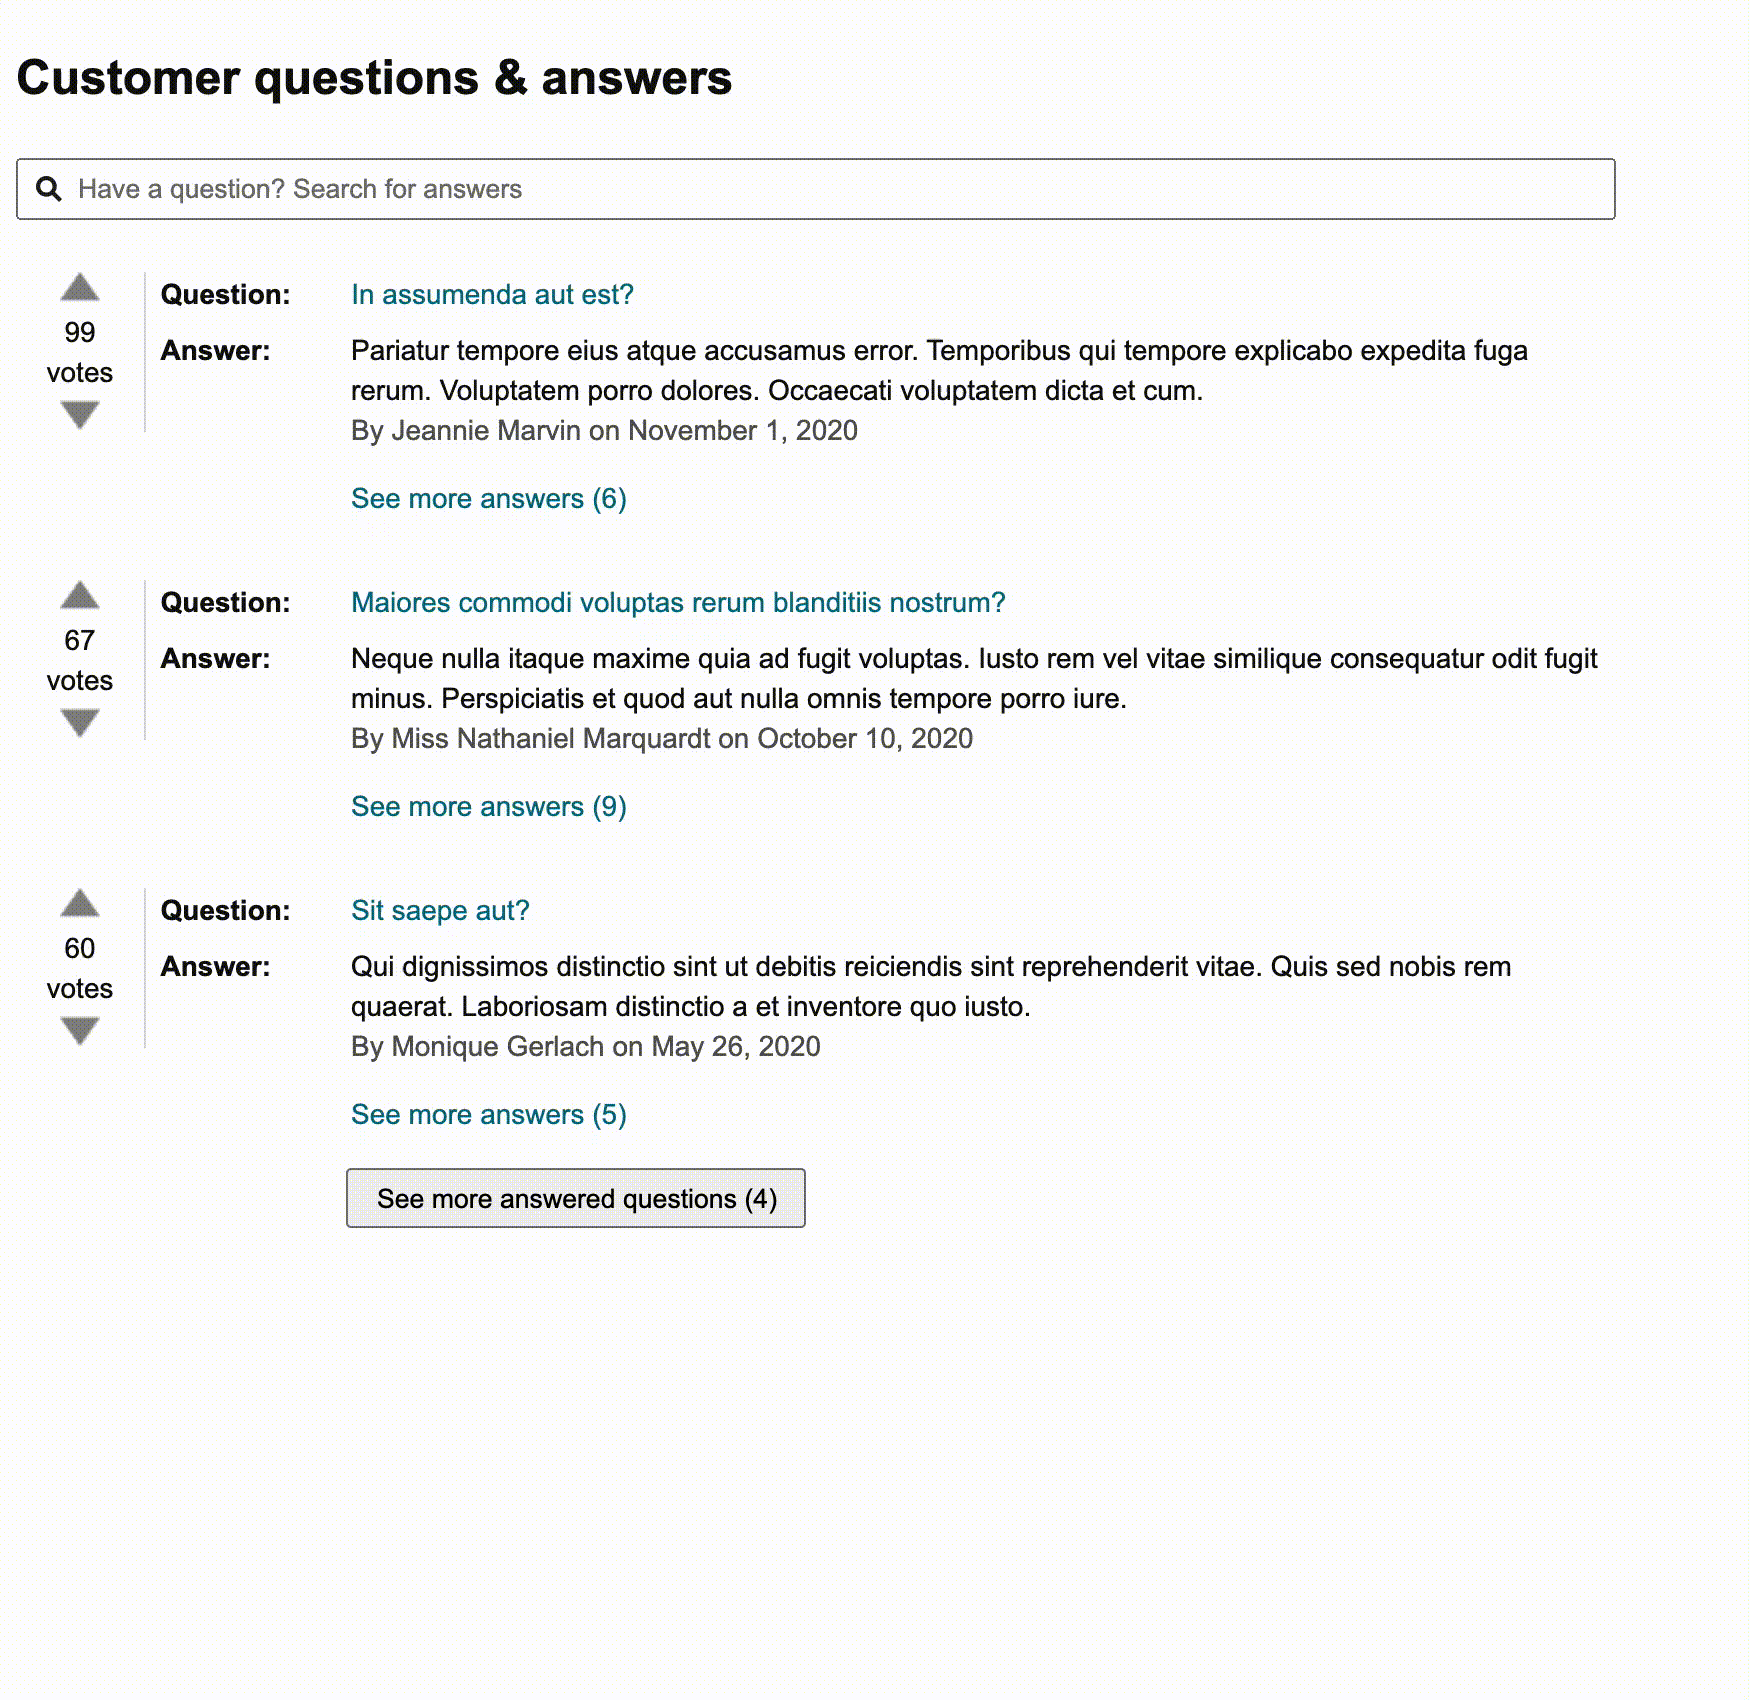 Customer questions & answers
Have a question? Search for answers
99
votes
Question: In assumenda aut est?
Answer: Pariatur tempore eius atque accusamus error. Temporibus qui tempore explicabo expedita fuga
rerum. Voluptatem porro dolores. Occaecati voluptatem dicta et cum.
By Jeannie Marvin on November 1, 2020
See more answers (6)
67
votes
Question: Maiores commodi voluptas rerum blanditiis nostrum?
Answer: Neque nulla itaque maxime quia ad fugit voluptas. Iusto rem vel vitae similique consequatur odit fugit
minus. Perspiciatis et quod aut nulla omnis tempore porro iure.
By Miss Nathaniel Marquardt on October 10, 2020
See more answers (9)
60
votes
Question: Sit saepe aut?
Answer: Qui dignissimos distinctio sint ut debitis reiciendis sint reprehenderit vitae. Quis sed nobis rem
quaerat. Laboriosam distinctio a et inventore quo iusto.
By Monique Gerlach on May 26, 2020
See more answers (5)
See more answered questions (4)